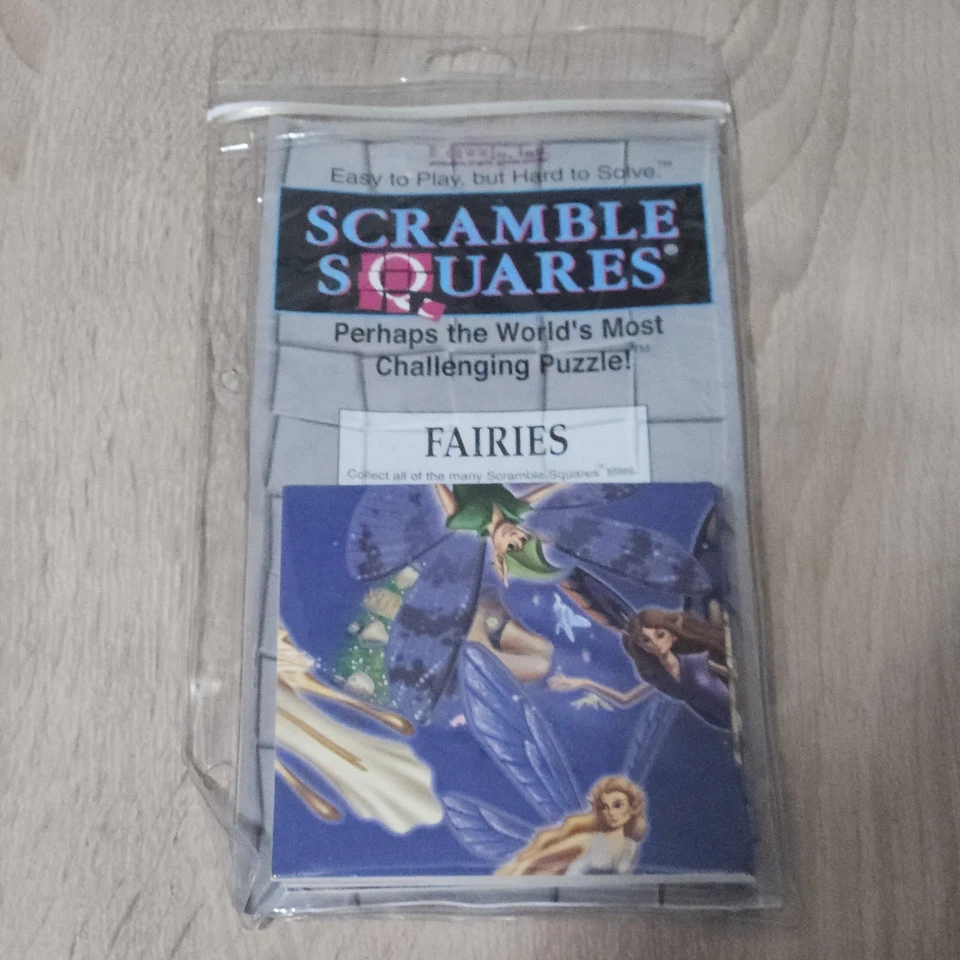 Easy to Play, but Hard to Solve.™
SCRAMBLE
SQUARES®
Perhaps the World's Most
Challenging Puzzle!™
FAIRIES
Collect all of the many Scramble Squares™ titles